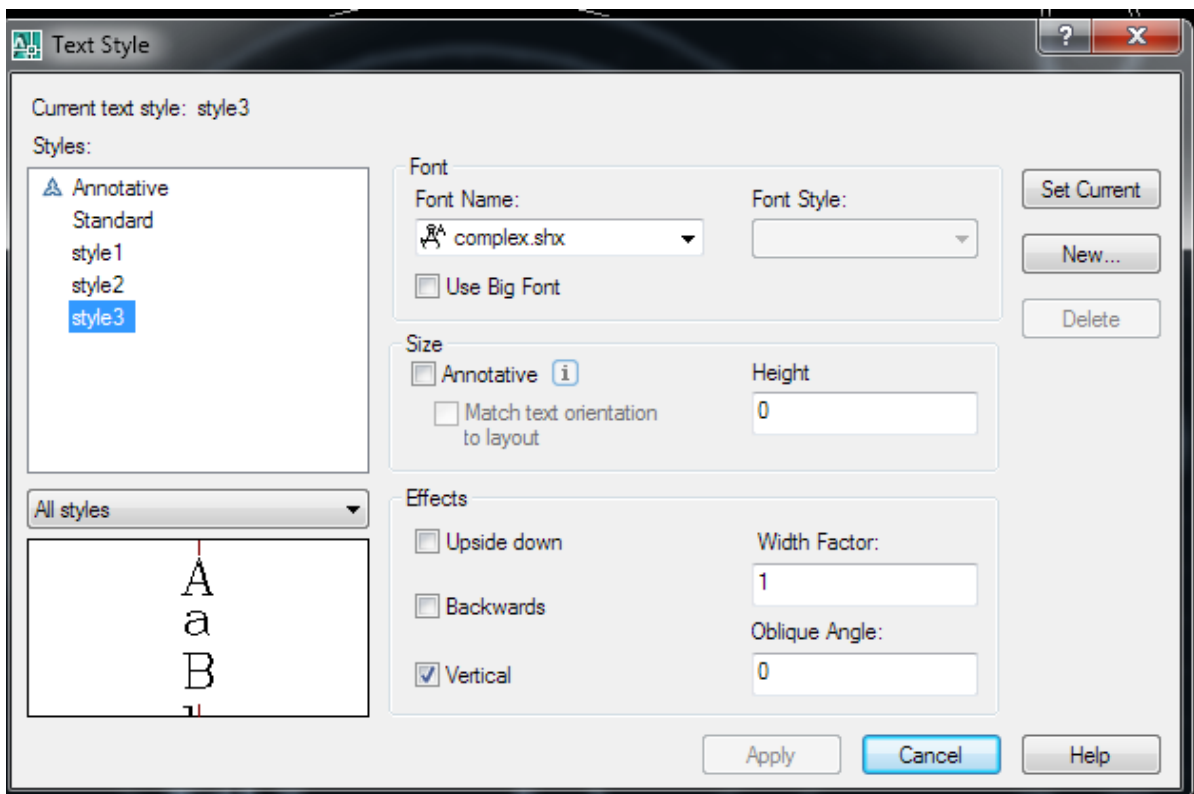 Text Style
?
X
Current text style: style3
Styles:
Annotative
Standard
style1
style2
style3
All styles
A
a
B
Font
Font Name:
complex.shx
Use Big Font
Font Style:
Size
Annotative i
Match text orientation
to layout
Height
0
Effects
Upside down
Backwards
Vertical
Width Factor:
1
Oblique Angle:
0
Set Current
New...
Delete
Apply
Cancel
Help